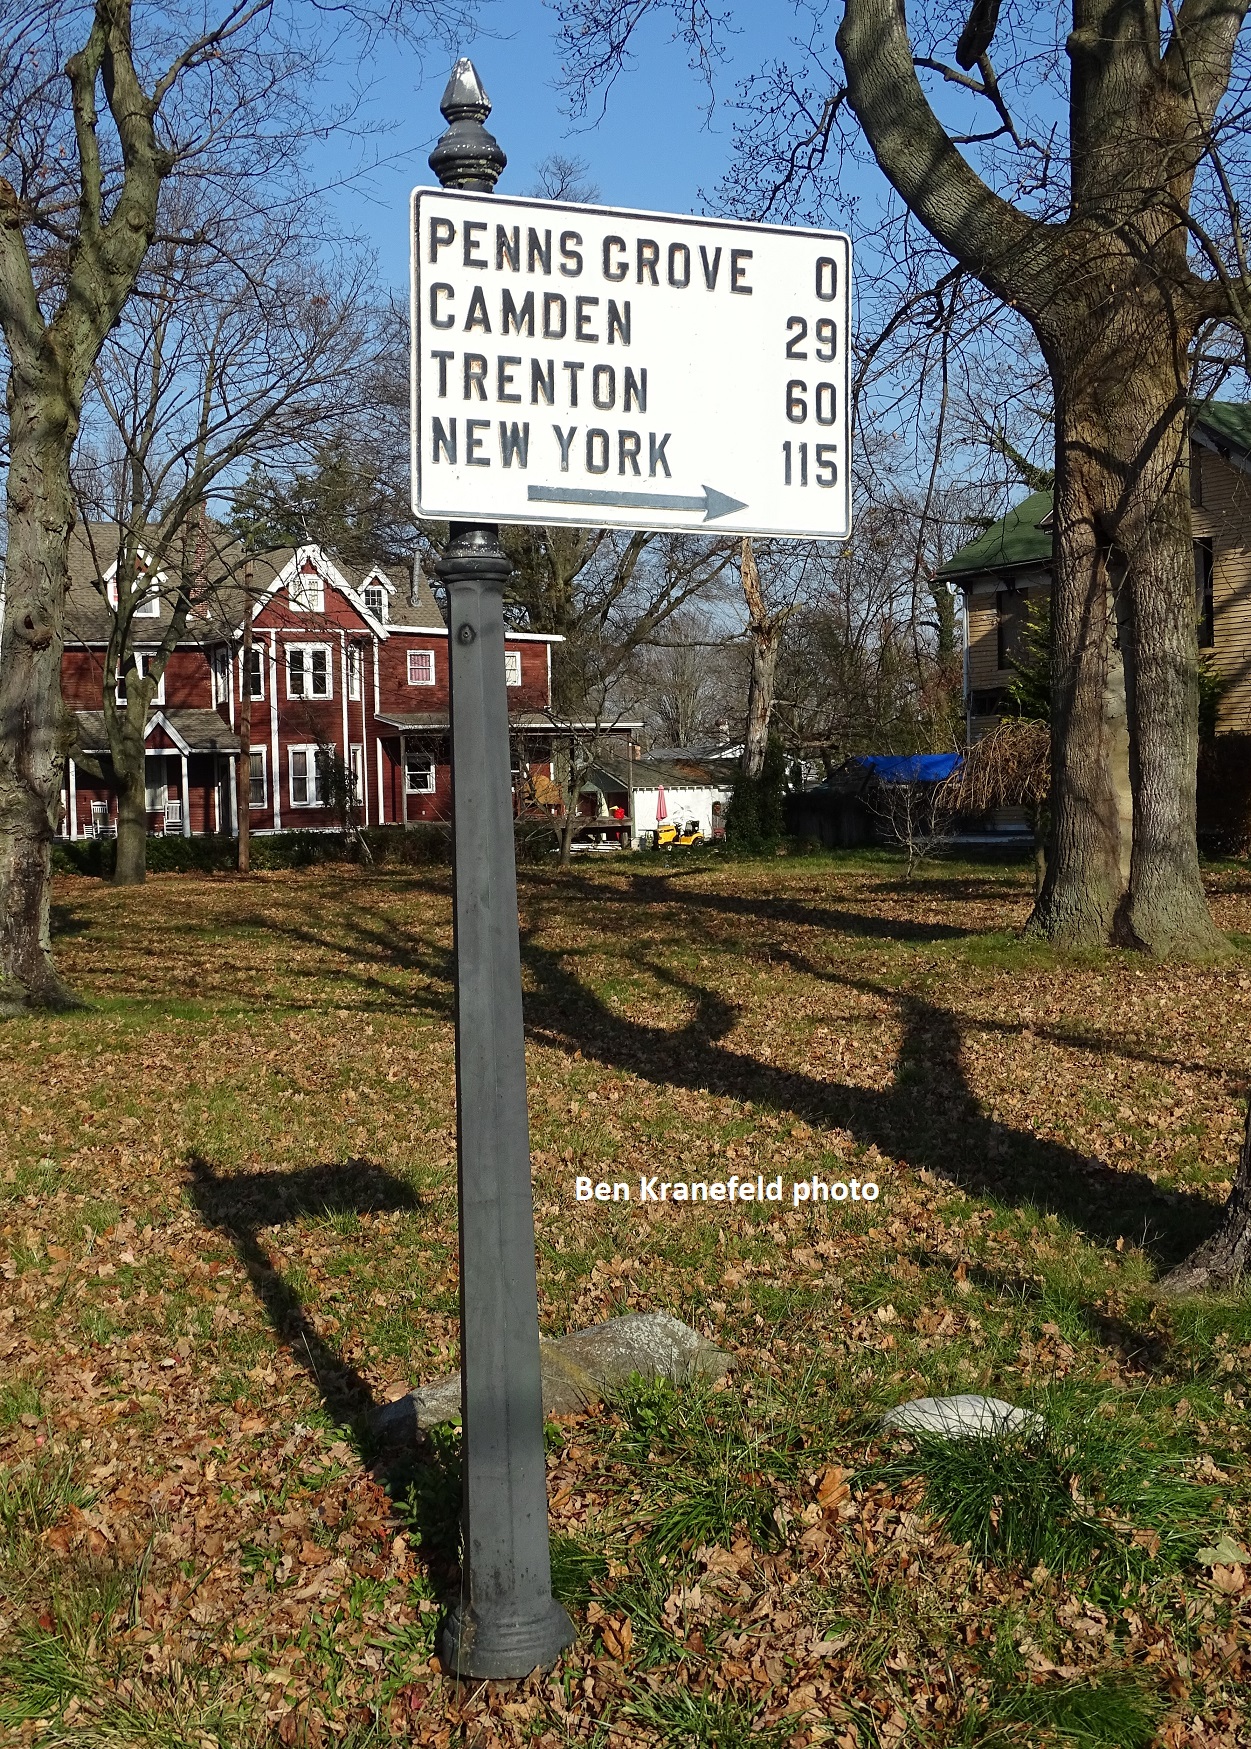 PENNS GROVE 0
CAMDEN 29
TRENTON 60
NEW YORK 115
Ben Kranefeld photo